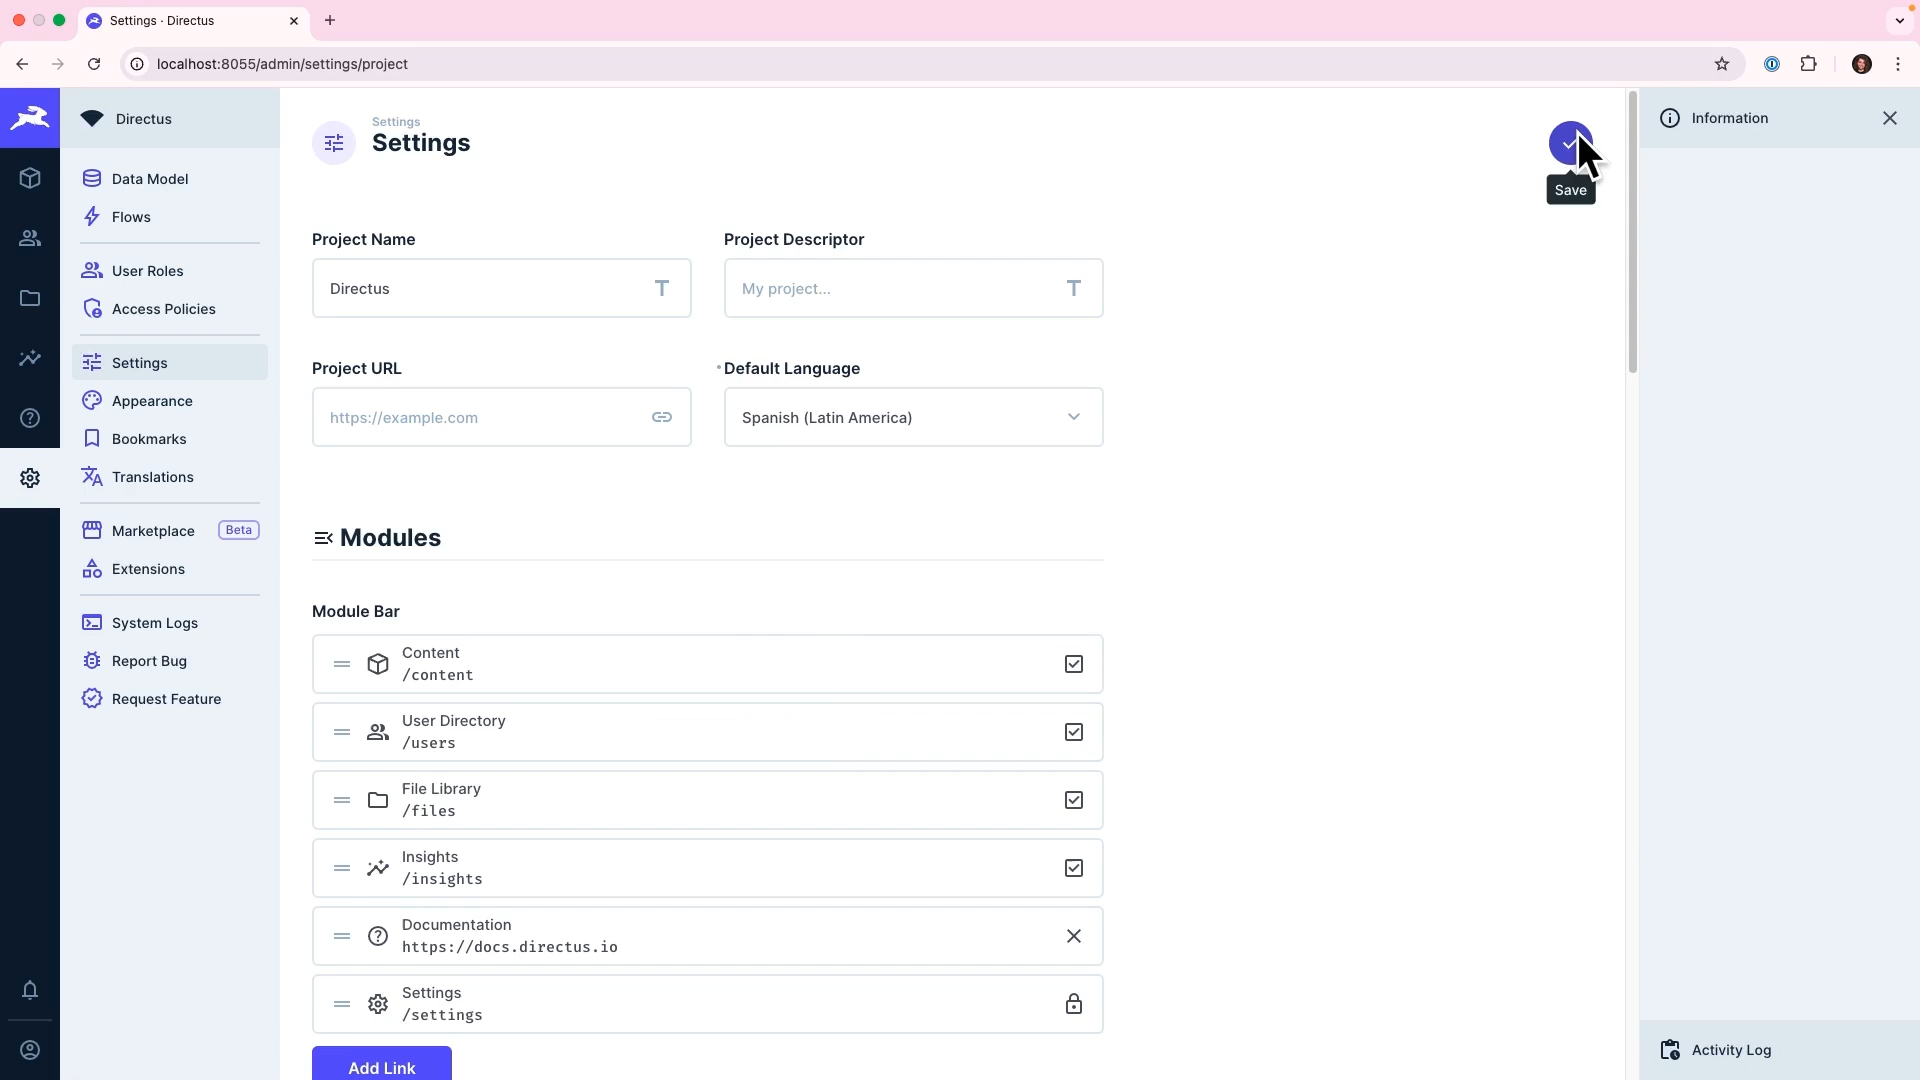 Settings · Directus
localhost:8055/admin/settings/project
Directus
Data Model
Flows
User Roles
Access Policies
Settings
Appearance
Bookmarks
Translations
Marketplace Beta
Extensions
System Logs
Report Bug
Request Feature
Settings
Settings
Save
Project Name
Directus
Project Descriptor
My project...
Project URL
https://example.com
Default Language
Spanish (Latin America)
Modules
Module Bar
Content
/content
User Directory
/users
File Library
/files
Insights
/insights
Documentation
https://docs.directus.io
Settings
/settings
Add Link
Information
Activity Log